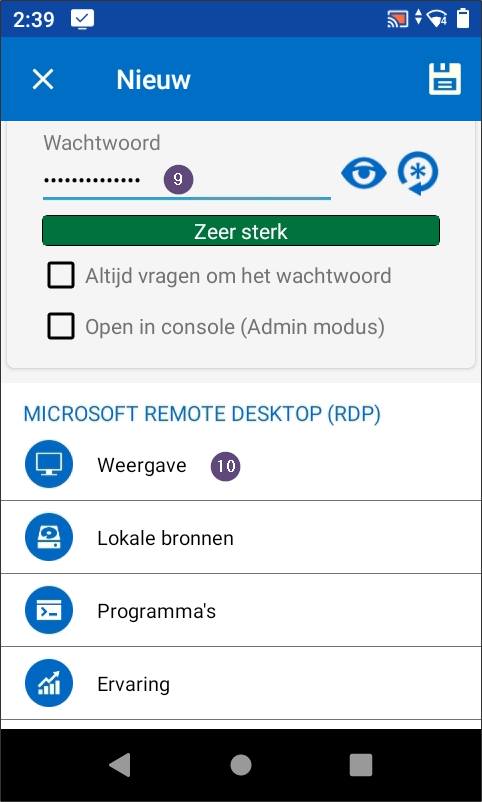 2:39
4
Nieuw
Wachtwoord
•••••••••••••• 9
Zeer sterk
Altijd vragen om het wachtwoord
Open in console (Admin modus)
MICROSOFT REMOTE DESKTOP (RDP)
Weergave 10
Lokale bronnen
Programma's
Ervaring